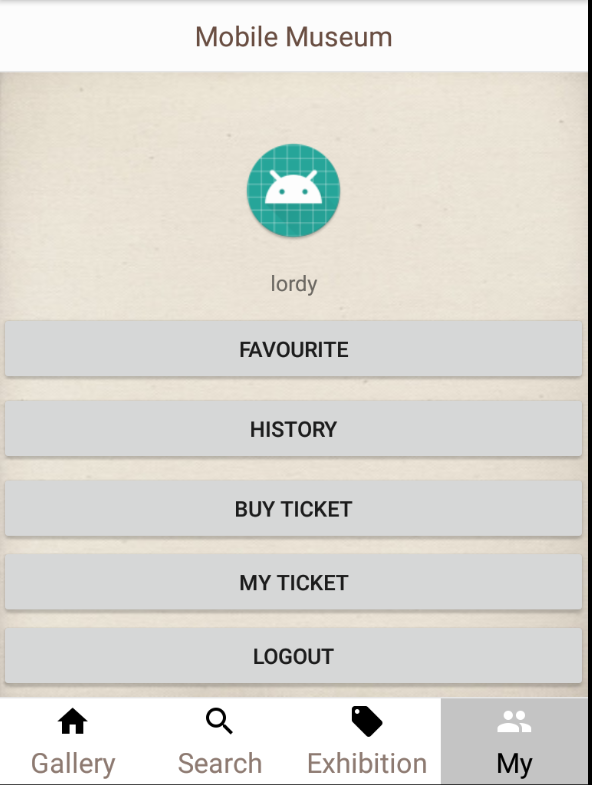 Mobile Museum
lordy
FAVOURITE
HISTORY
BUY TICKET
MY TICKET
LOGOUT
Gallery Search Exhibition My